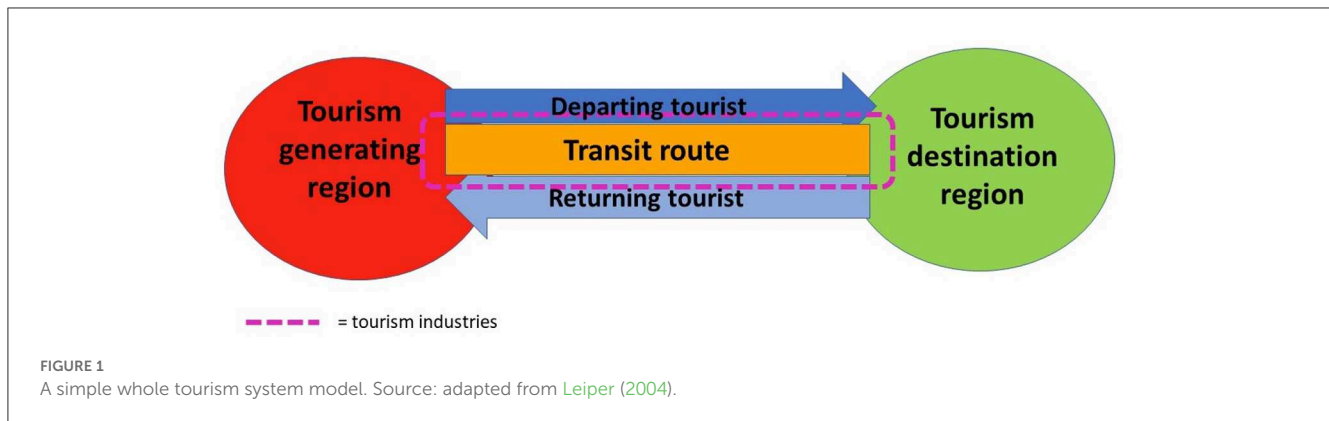 Tourism
generating
region
Departing tourist
Transit route
Returning tourist
Tourism
destination
region
= tourism industries
FIGURE 1
A simple whole tourism system model. Source: adapted from Leiper (2004).